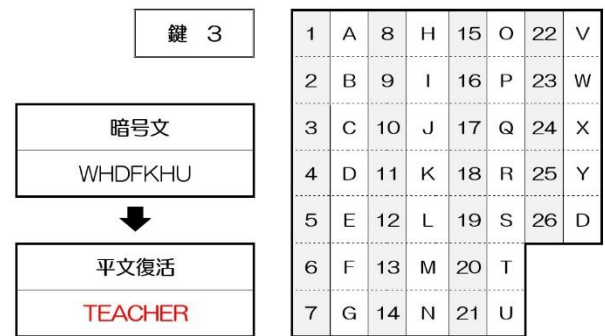 鍵 3
暗号文
WHDFKHU
平文復活
TEACHER
1 A 8 H 15 O 22 V
2 B 9 I 16 P 23 W
3 C 10 J 17 Q 24 X
4 D 11 K 18 R 25 Y
5 E 12 L 19 S 26 D
6 F 13 M 20 T
7 G 14 N 21 U